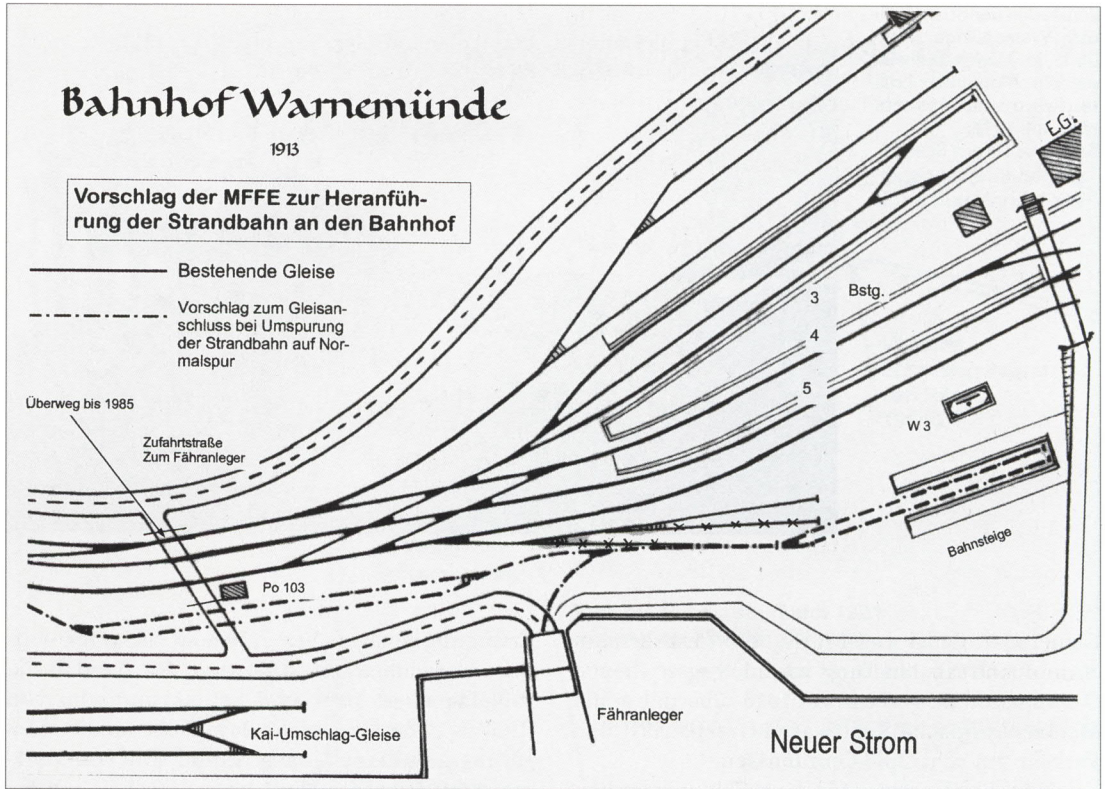 Bahnhof Warnemünde
1913
Vorschlag der MFFE zur Heranfüh-
rung der Strandbahn an den Bahnhof
Bestehende Gleise
Vorschlag zum Gleisan-
schluss bei Umspurung
der Strandbahn auf Nor-
malspur
Überweg bis 1985
Zufahrtstraße
Zum Fähranleger
E.G.
3
Bstg.
4
5
W 3
Bahnsteige
Po 103
Fähranleger
Kai-Umschlag-Gleise
Neuer Strom